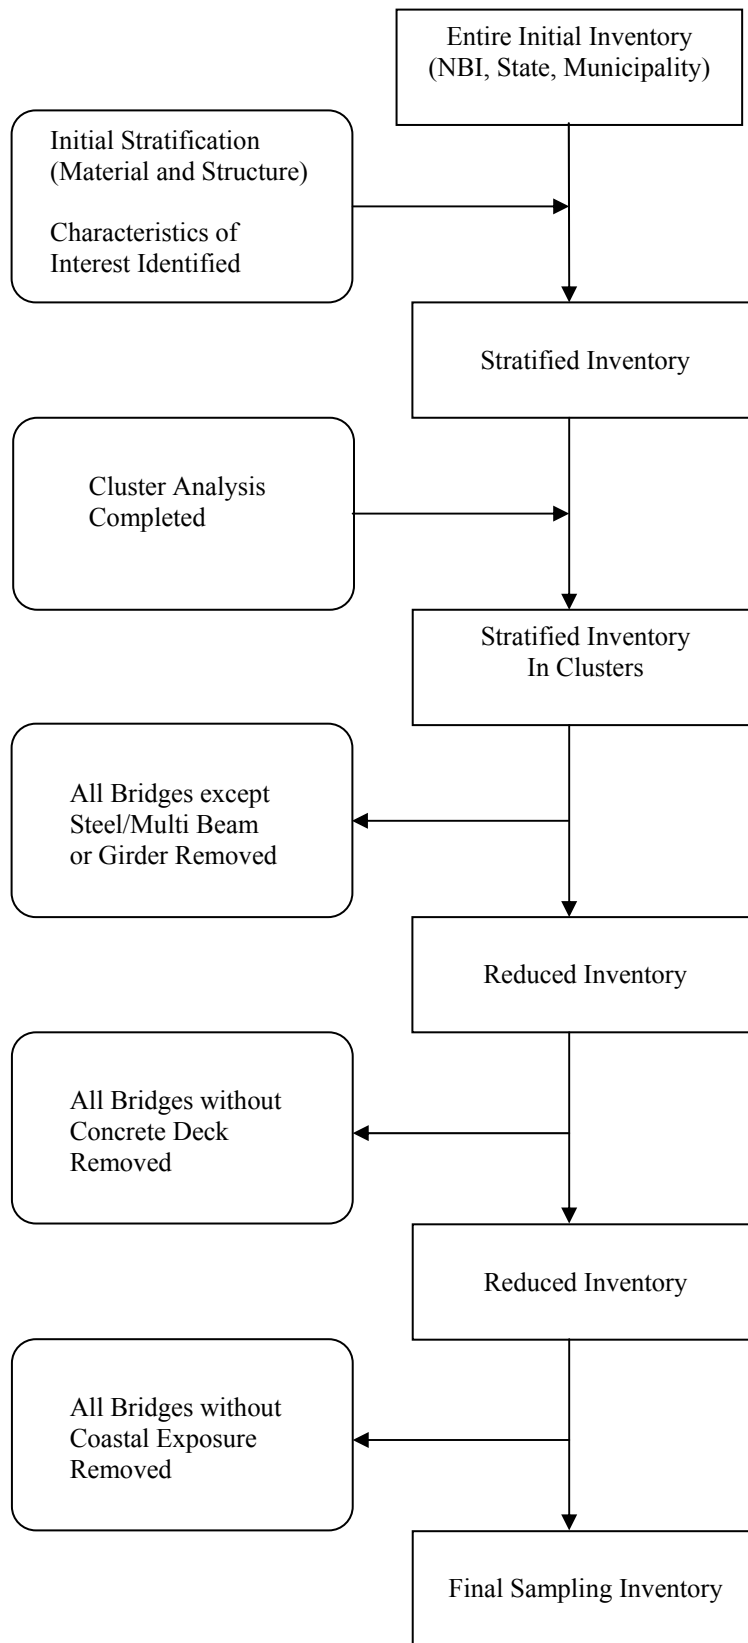 Entire Initial Inventory
(NBI, State, Municipality)
Initial Stratification
(Material and Structure)
Characteristics of
Interest Identified
Stratified Inventory
Cluster Analysis
Completed
Stratified Inventory
In Clusters
All Bridges except
Steel/Multi Beam
or Girder Removed
Reduced Inventory
All Bridges without
Concrete Deck
Removed
Reduced Inventory
All Bridges without
Coastal Exposure
Removed
Final Sampling Inventory